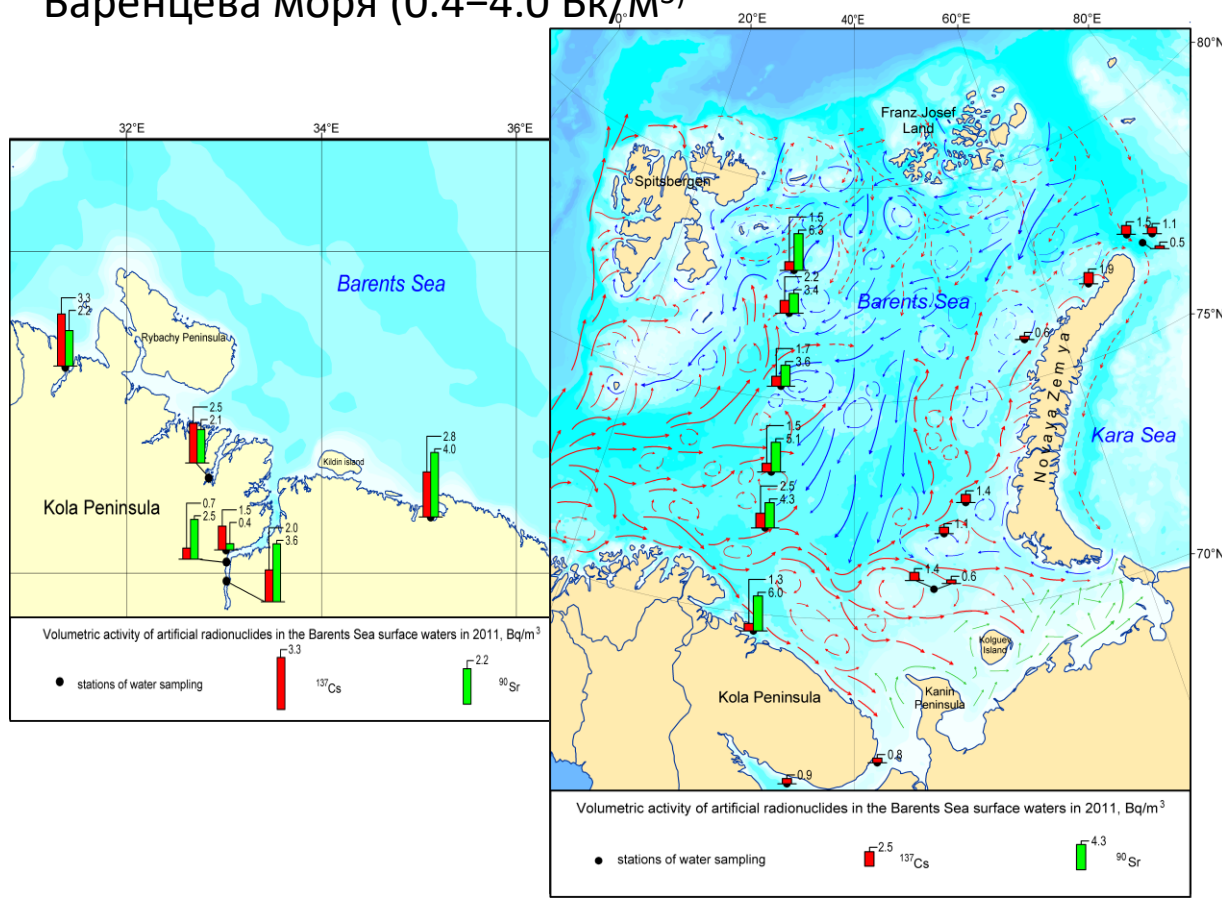 Баренцева моря (0.4–4.0 Бк/м³)
32°E 34°E 36°E
Barents Sea
3.3
2.2
Rybachy Peninsula
2.5
2.1
Kildin island
2.8
4.0
Kola Peninsula
0.7
2.5
1.5
0.4
2.0
3.6
Volumetric activity of artificial radionuclides in the Barents Sea surface waters in 2011, Bq/m³
stations of water sampling
3.3
¹³⁷Cs
2.2
⁹⁰Sr
0° 20°E 40°E 60°E 80°E
80°N
75°N
70°N
Franz Josef
Land
Spitsbergen
1.5
6.3
2.2
3.4
Barents Sea
1.5
1.1
0.5
1.9
0.6
1.7
3.6
Novaya Zemya
Kara Sea
1.5
5.1
2.5
4.3
1.4
1.1
1.4
0.6
1.3
6.0
Kolguev
Island
Kola Peninsula
Kanin
Peninsula
0.8
0.9
Volumetric activity of artificial radionuclides in the Barents Sea surface waters in 2011, Bq/m³
stations of water sampling
2.5
¹³⁷Cs
4.3
⁹⁰Sr